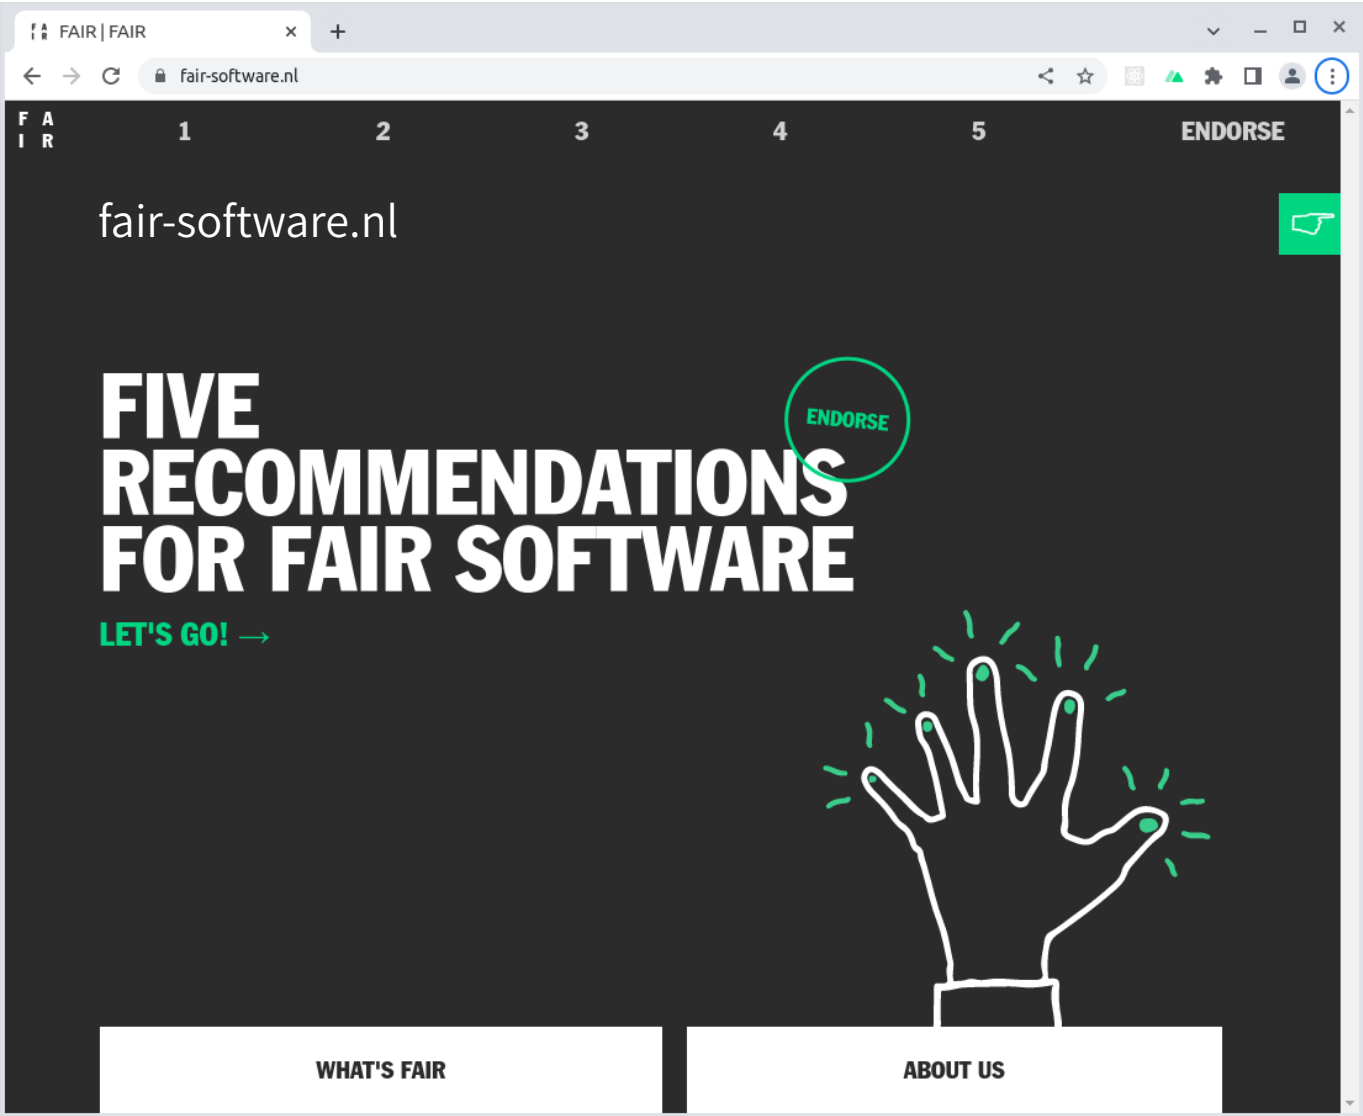 FAIR | FAIR
fair-software.nl
F A
I R
1 2 3 4 5 ENDORSE
fair-software.nl
FIVE
RECOMMENDATIONS
FOR FAIR SOFTWARE
ENDORSE
LET'S GO! →
WHAT'S FAIR
ABOUT US